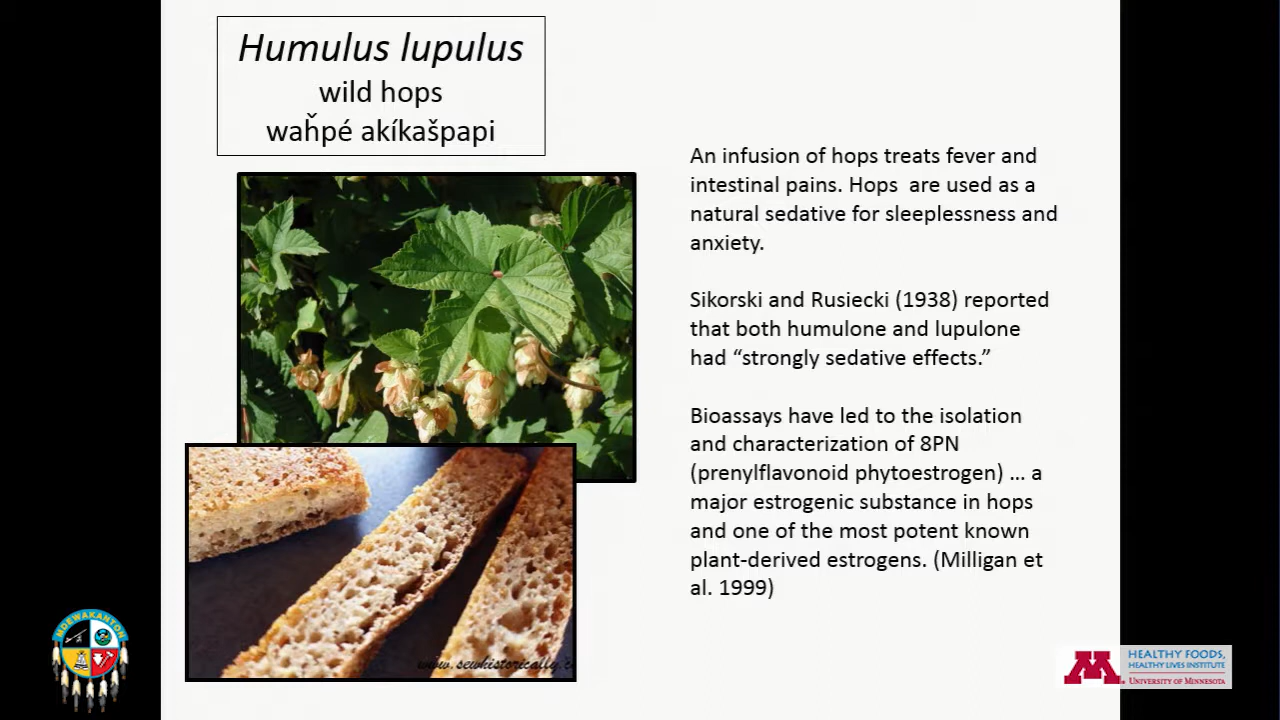 Humulus lupulus
wild hops
waȟpé akíkašpapi
An infusion of hops treats fever and
intestinal pains. Hops  are used as a
natural sedative for sleeplessness and
anxiety.
Sikorski and Rusiecki (1938) reported
that both humulone and lupulone
had “strongly sedative effects.”
Bioassays have led to the isolation
and characterization of 8PN
(prenylflavonoid phytoestrogen) … a
major estrogenic substance in hops
and one of the most potent known
plant-derived estrogens. (Milligan et
al. 1999)
www.sewhistorically.c
MDEWAKANTON
M
HEALTHY FOODS,
HEALTHY LIVES INSTITUTE
UNIVERSITY OF MINNESOTA